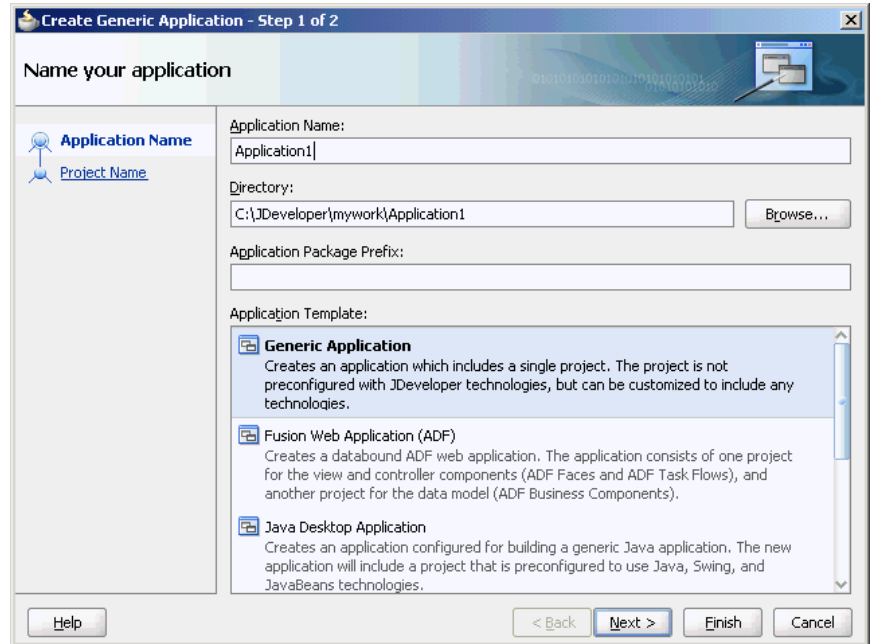 Create Generic Application - Step 1 of 2
Name your application
Application Name
Project Name
Application Name:
Application1
Directory:
C:\JDeveloper\mywork\Application1
Browse...
Application Package Prefix:
Application Template:
Generic Application
Creates an application which includes a single project. The project is not
preconfigured with JDeveloper technologies, but can be customized to include any
technologies.
Fusion Web Application (ADF)
Creates a databound ADF web application. The application consists of one project
for the view and controller components (ADF Faces and ADF Task Flows), and
another project for the data model (ADF Business Components).
Java Desktop Application
Creates an application configured for building a generic Java application. The new
application will include a project that is preconfigured to use Java, Swing, and
JavaBeans technologies.
Help
< Back
Next >
Finish
Cancel